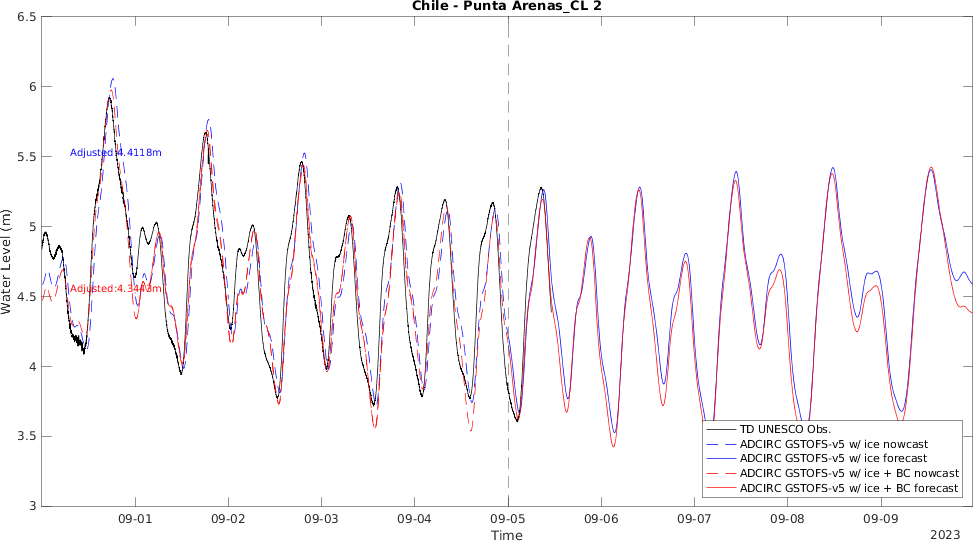 Chile - Punta Arenas_CL 2
6.5
6
5.5
5
4.5
4
3.5
3
Water Level (m)
Adjusted:4.4118m
TD UNESCO Obs.
ADCIRC GSTOFS-v5 w/ ice nowcast
ADCIRC GSTOFS-v5 w/ ice forecast
ADCIRC GSTOFS-v5 w/ ice + BC nowcast
ADCIRC GSTOFS-v5 w/ ice + BC forecast
09-01
09-02
09-03
09-04
09-05
09-06
09-07
09-08
09-09
Time
2023